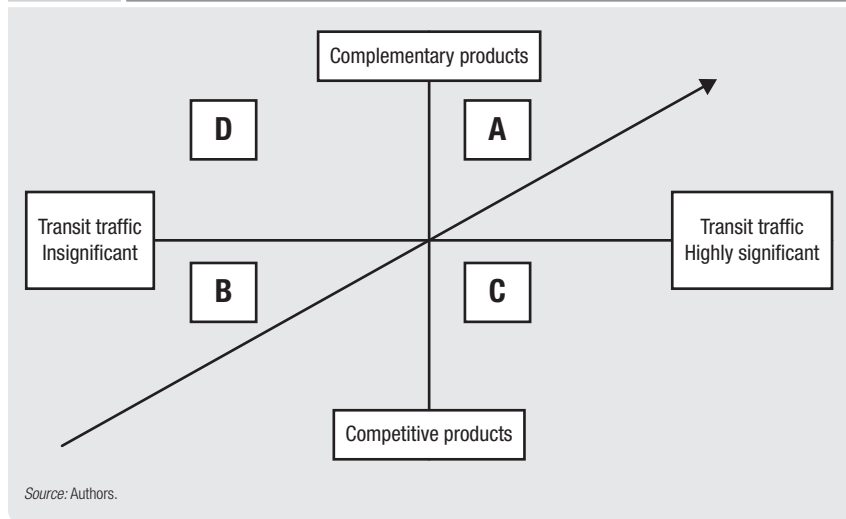 Complementary products
D
A
Transit traffic
Insignificant
Transit traffic
Highly significant
B
C
Competitive products
Source: Authors.